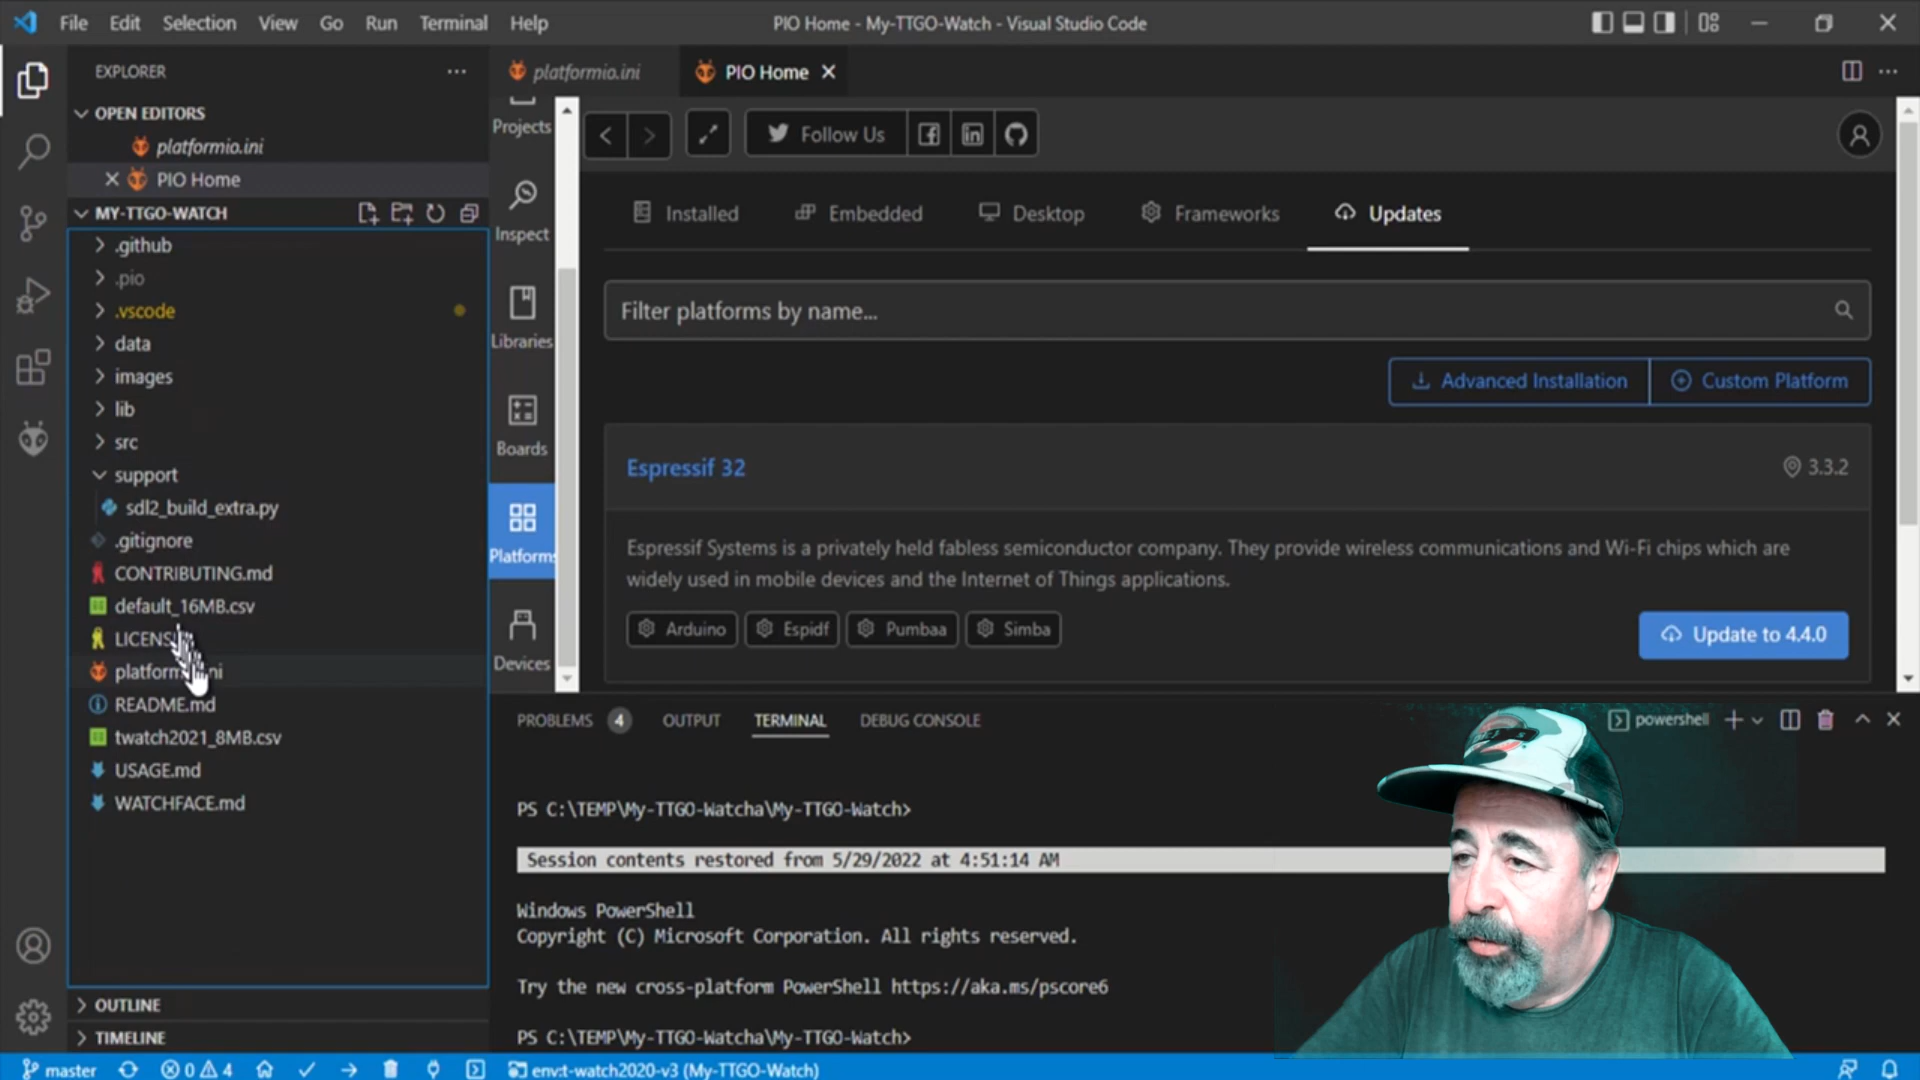 File Edit Selection View Go Run Terminal Help
PIO Home - My-TTGO-Watch - Visual Studio Code
EXPLORER
OPEN EDITORS
platformio.ini
PIO Home
MY-TTGO-WATCH
.github
.pio
.vscode
data
images
lib
src
support
sdl2_build_extra.py
.gitignore
CONTRIBUTING.md
default_16MB.csv
README.md
twatch2021_8MB.csv
USAGE.md
WATCHFACE.md
OUTLINE
TIMELINE
platformio.ini
PIO Home
Projects
Inspect
Libraries
Boards
Platforms
Devices
Follow Us
Installed
Embedded
Desktop
Frameworks
Updates
Filter platforms by name...
Advanced Installation
Custom Platform
Espressif 32
3.3.2
Espressif Systems is a privately held fabless semiconductor company. They provide wireless communications and Wi-Fi chips which are
widely used in mobile devices and the Internet of Things applications.
Arduino
Espidf
Pumbaa
Simba
Update to 4.4.0
PROBLEMS 4 OUTPUT TERMINAL DEBUG CONSOLE
powershell
PS C:\TEMP\My-TTGO-Watcha\My-TTGO-Watch>
Session contents restored from 5/29/2022 at 4:51:14 AM
Windows PowerShell
Copyright (C) Microsoft Corporation. All rights reserved.
Try the new cross-platform PowerShell https://aka.ms/pscore6
PS C:\TEMP\My-TTGO-Watcha\My-TTGO-Watch>
master
0
4
env:t-watch2020-v3 (My-TTGO-Watch)